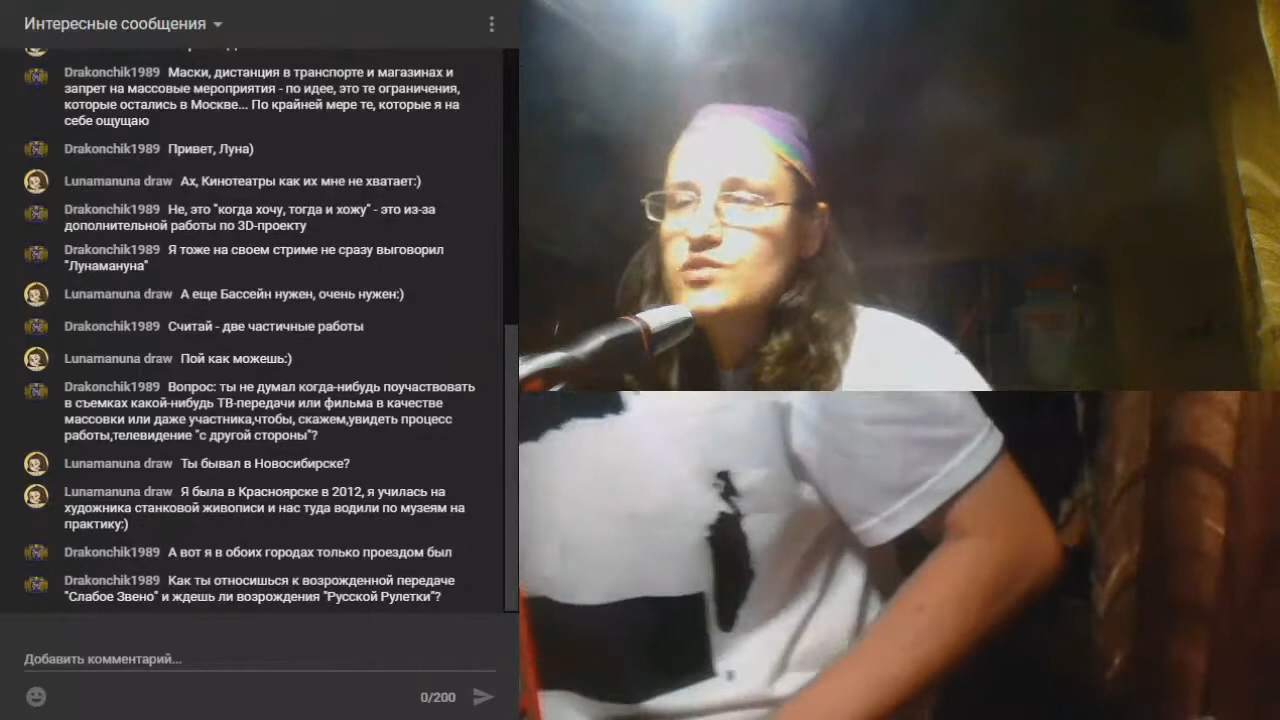 Интересные сообщения
Drakonchik1989 Маски, дистанция в транспорте и магазинах и
запрет на массовые мероприятия - по идее, это те ограничения,
которые остались в Москве... По крайней мере те, которые я на
себе ощущаю
Drakonchik1989 Привет, Луна)
Lunamanuna draw Ах, Кинотеатры как их мне не хватает:)
Drakonchik1989 Не, это "когда хочу, тогда и хожу" - это из-за
дополнительной работы по 3D-проекту
Drakonchik1989 Я тоже на своем стриме не сразу выговорил
"Лунамануна"
Lunamanuna draw А еще Бассейн нужен, очень нужен:)
Drakonchik1989 Считай - две частичные работы
Lunamanuna draw Пой как можешь:)
Drakonchik1989 Вопрос: ты не думал когда-нибудь поучаствовать
в съемках какой-нибудь ТВ-передачи или фильма в качестве
массовки или даже участника,чтобы, скажем,увидеть процесс
работы,телевидение "с другой стороны"?
Lunamanuna draw Ты бывал в Новосибирске?
Lunamanuna draw Я была в Красноярске в 2012, я училась на
художника станковой живописи и нас туда водили по музеям на
практику:)
Drakonchik1989 А вот я в обоих городах только проездом был
Drakonchik1989 Как ты относишься к возрожденной передаче
"Слабое Звено" и ждешь ли возрождения "Русской Рулетки"?
Добавить комментарий...
0/200